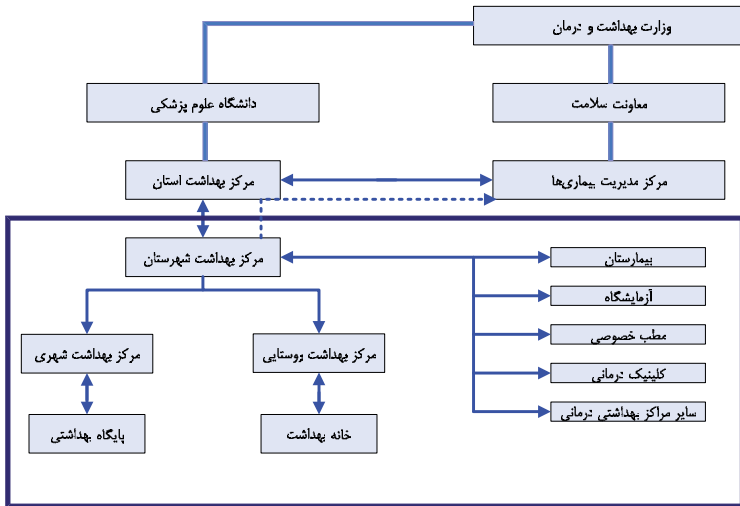 وزارت بهداشت و درمان
معاونت سلامت
دانشگاه علوم پزشکی
مرکز مدیریت بیماری‌ها
مرکز بهداشت استان
مرکز بهداشت شهرستان
بیمارستان
آزمایشگاه
مطب خصوصی
کلینیک درمانی
سایر مراکز بهداشتی درمانی
مرکز بهداشت روستایی
مرکز بهداشت شهری
خانه بهداشت
پایگاه بهداشتی